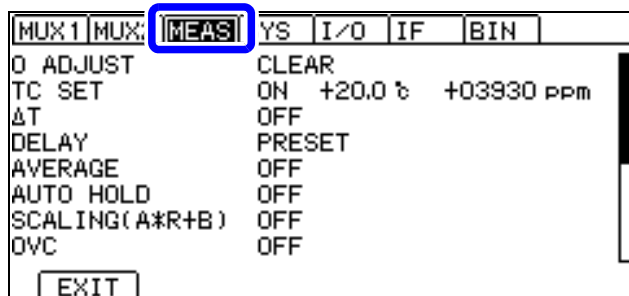 MUX1 MUX2 MEAS YS I/O IF BIN
0 ADJUST CLEAR
TC SET ON +20.0 ℃ +03930 ppm
ΔT OFF
DELAY PRESET
AVERAGE OFF
AUTO HOLD OFF
SCALING(A*R+B) OFF
OVC OFF
EXIT